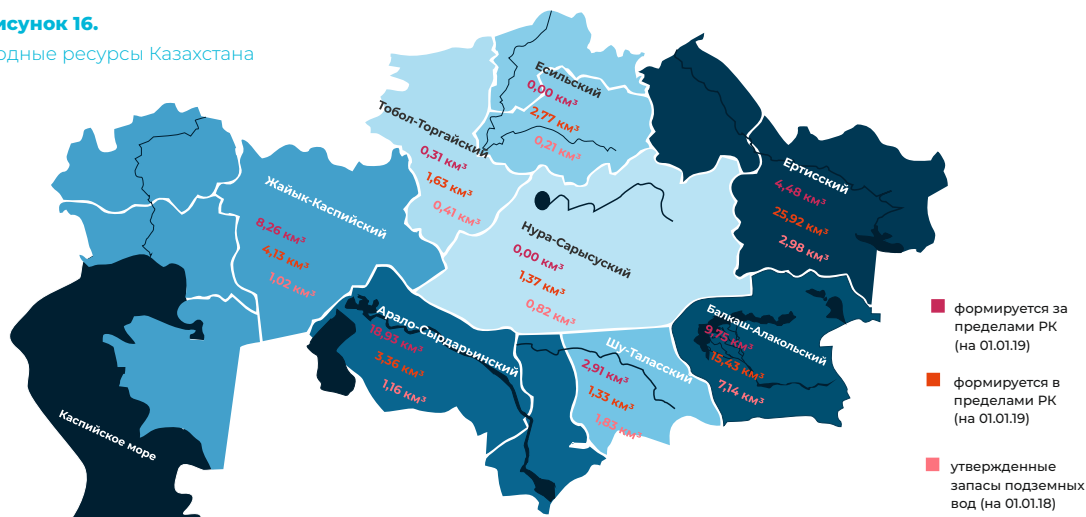 исунок 16.
одные ресурсы Казахстана
Есильский
0,00 км³
2,77 км³
0,21 км³
Тобол-Торгайский
0,31 км³
1,63 км³
0,41 км³
Ертисский
4,48 км³
25,92 км³
2,98 км³
Жайык-Каспийский
8,26 км³
4,13 км³
1,02 км³
Нура-Сарысуский
0,00 км³
1,37 км³
0,82 км³
Арало-Сырдарьинский
18,93 км³
3,36 км³
1,16 км³
Шу-Таласский
2,91 км³
1,33 км³
1,83 км³
Балкаш-Алакольский
9,75 км³
15,43 км³
7,14 км³
Каспийское море
формируется за
пределами РК
(на 01.01.19)
формируется в
пределами РК
(на 01.01.19)
утвержденные
запасы подземных
вод (на 01.01.18)